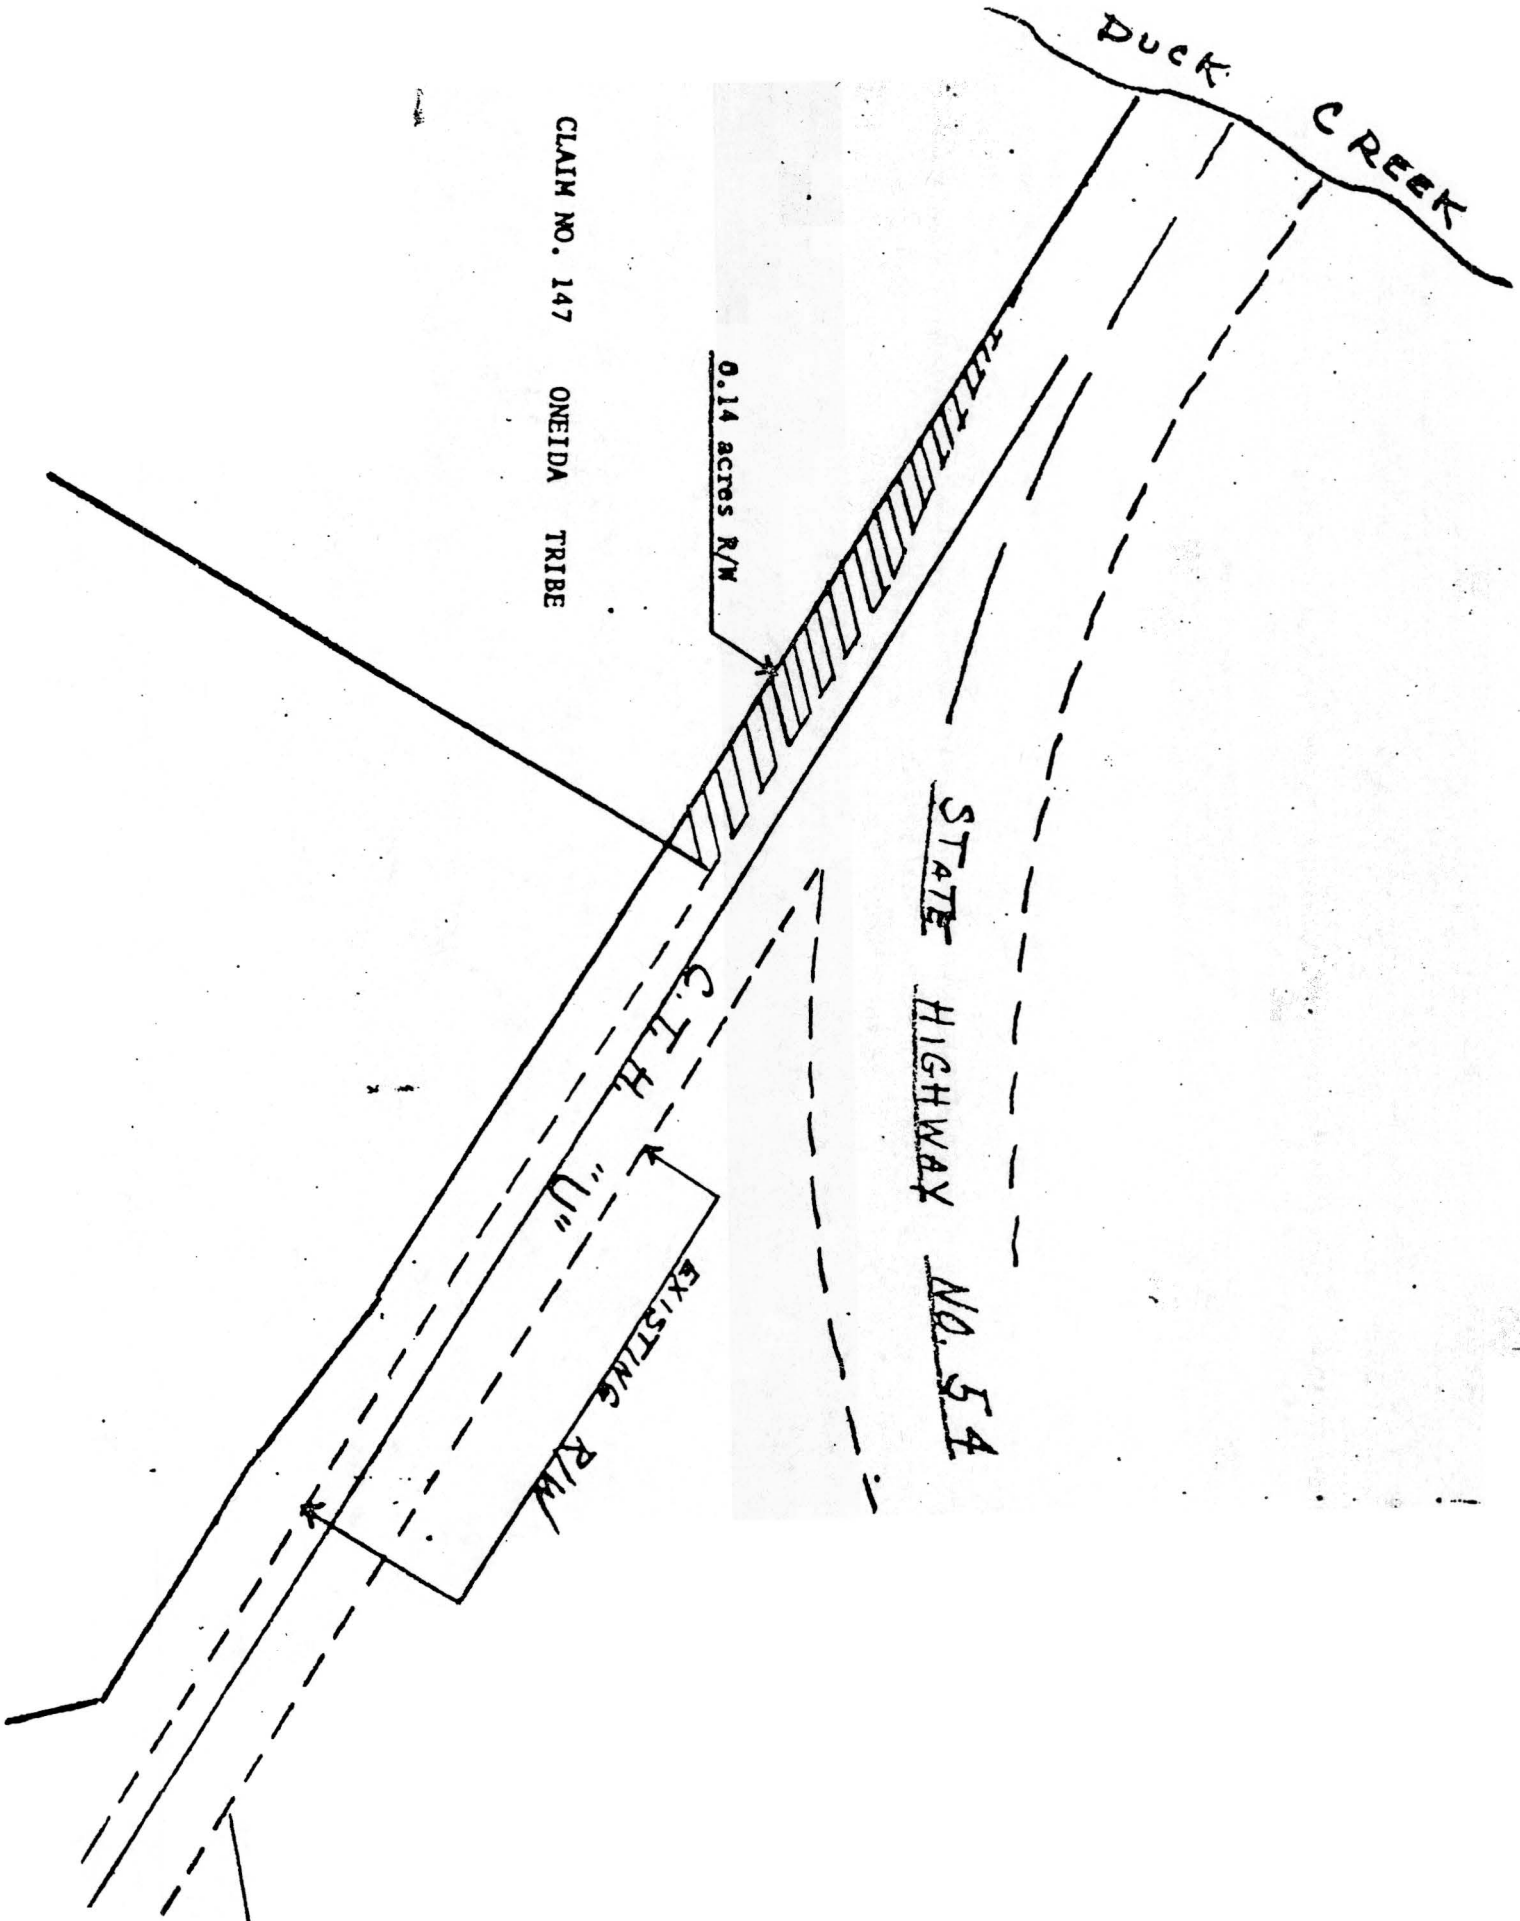 DUCK CREEK
STATE HIGHWAY NO. 54
C.T.H. "U"
EXISTING R/W
0.14 acres R/W
CLAIM NO. 147 ONEIDA TRIBE